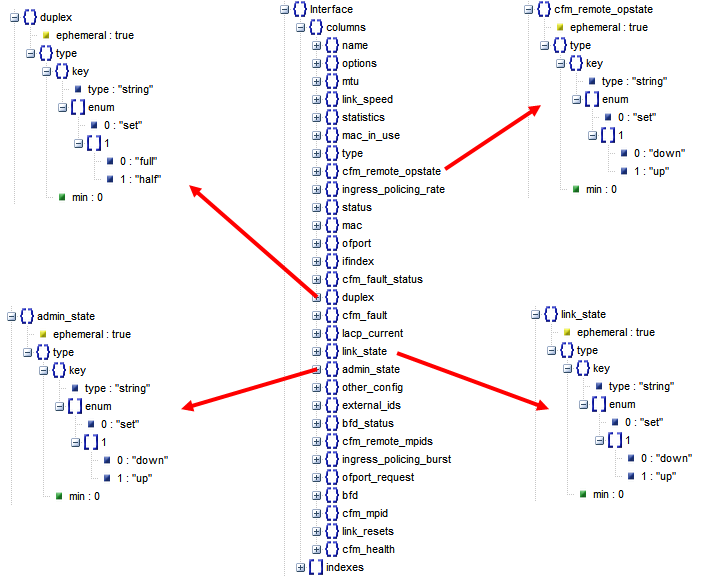 duplex
ephemeral : true
type
key
type : "string"
enum
0 : "set"
1
0 : "full"
1 : "half"
min : 0
admin_state
ephemeral : true
type
key
type : "string"
enum
0 : "set"
1
0 : "down"
1 : "up"
min : 0
Interface
columns
name
options
mtu
link_speed
statistics
mac_in_use
type
cfm_remote_opstate
ingress_policing_rate
status
mac
ofport
ifindex
cfm_fault_status
duplex
cfm_fault
lacp_current
link_state
admin_state
other_config
external_ids
bfd_status
cfm_remote_mpids
ingress_policing_burst
ofport_request
bfd
cfm_mpid
link_resets
cfm_health
indexes
cfm_remote_opstate
ephemeral : true
type
key
type : "string"
enum
0 : "set"
1
0 : "down"
1 : "up"
min : 0
link_state
ephemeral : true
type
key
type : "string"
enum
0 : "set"
1
0 : "down"
1 : "up"
min : 0